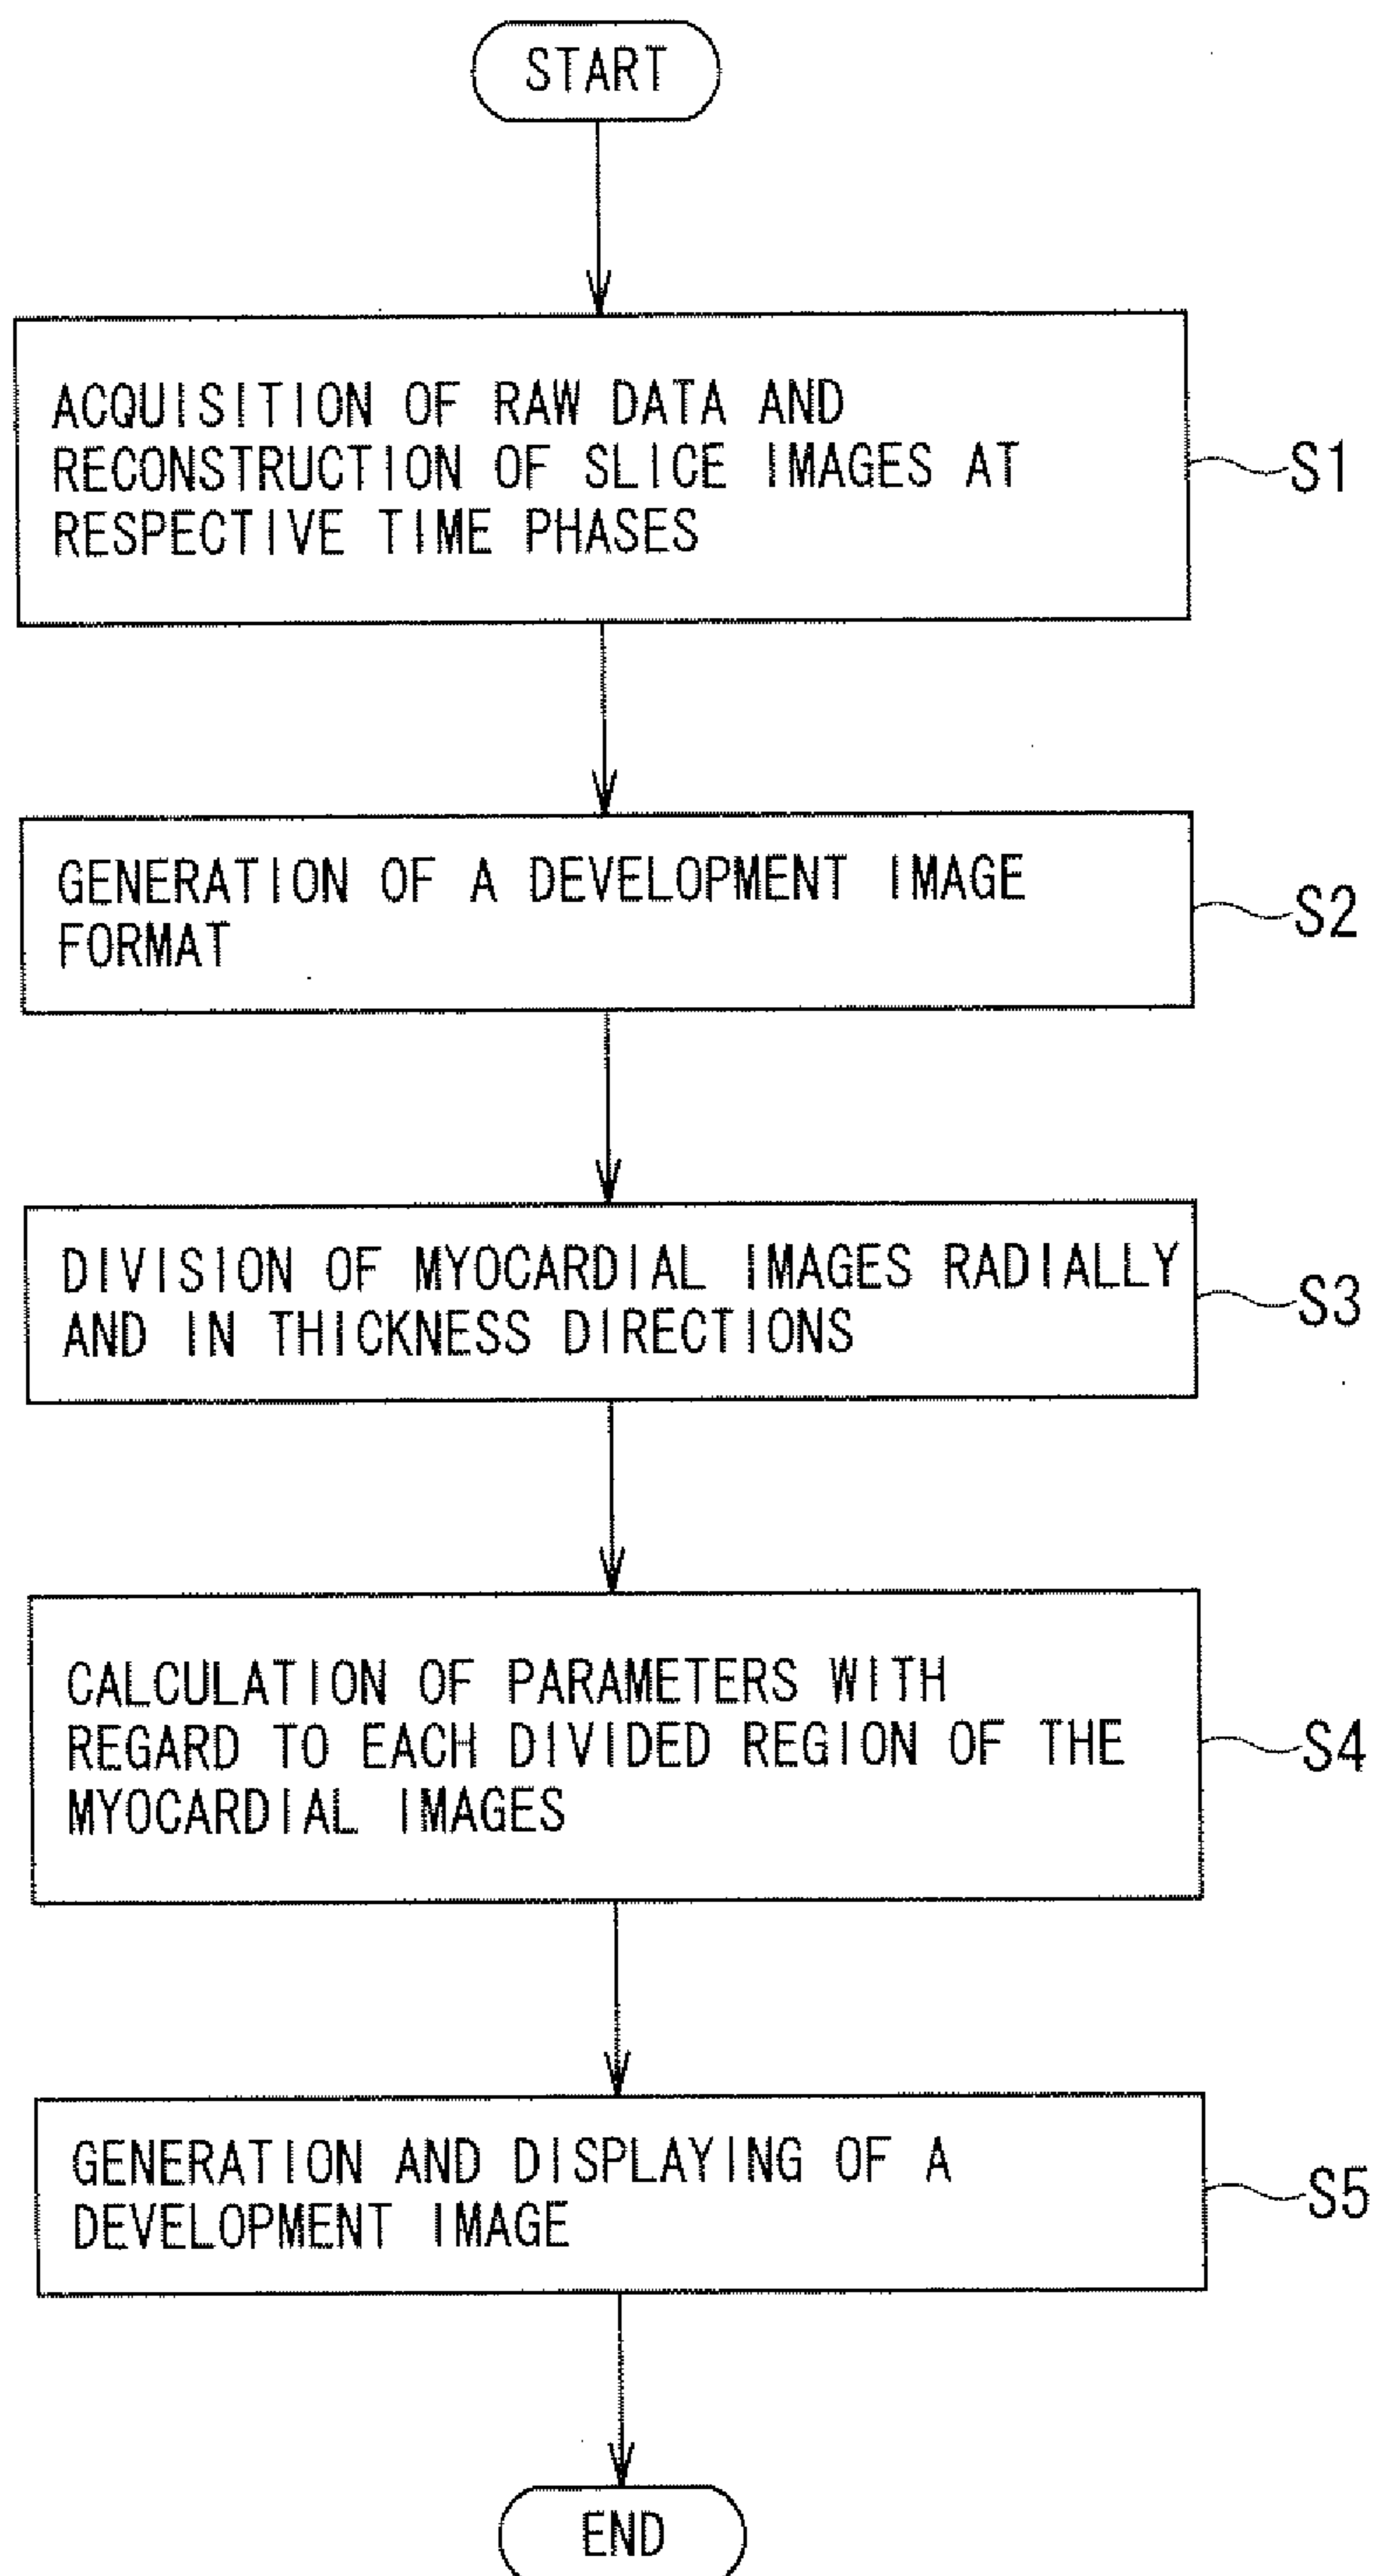 START
ACQUISITION OF RAW DATA AND
RECONSTRUCTION OF SLICE IMAGES AT
RESPECTIVE TIME PHASES
S1
GENERATION OF A DEVELOPMENT IMAGE
FORMAT
S2
DIVISION OF MYOCARDIAL IMAGES RADIALLY
AND IN THICKNESS DIRECTIONS
S3
CALCULATION OF PARAMETERS WITH
REGARD TO EACH DIVIDED REGION OF THE
MYOCARDIAL IMAGES
S4
GENERATION AND DISPLAYING OF A
DEVELOPMENT IMAGE
S5
END